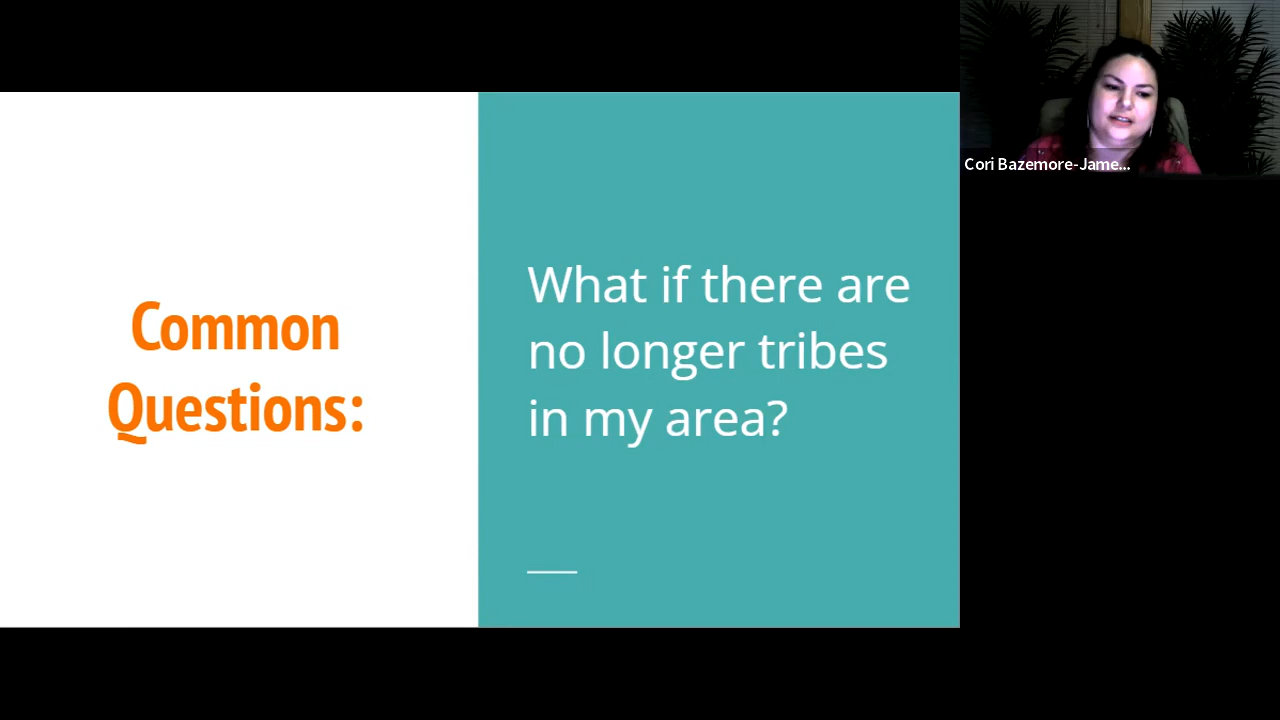 Common
Questions:
What if there are
no longer tribes
in my area?
Cori Bazemore-Jame...